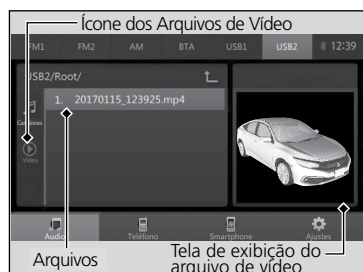 Ícone dos Arquivos de Vídeo
FM1 FM2 AM BTA USB1 USB2 12:39
USB2/Root/
1. 20170115_123925.mp4
Canciones
Video
Audio Teléfono Smartphone Ajustes
Arquivos
Tela de exibição do
arquivo de vídeo